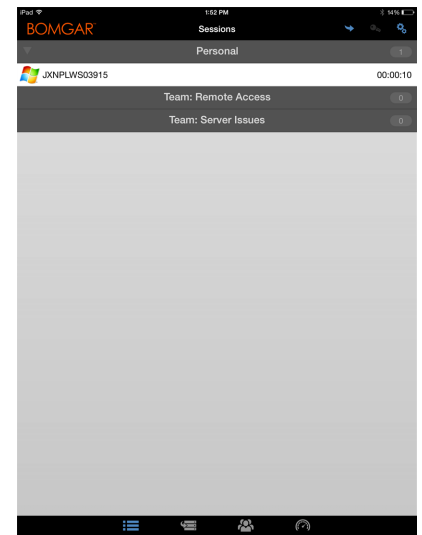 iPad 1:52 PM 14%
BOMGAR Sessions
Personal 1
JXNPLWS03915 00:00:10
Team: Remote Access 0
Team: Server Issues 0